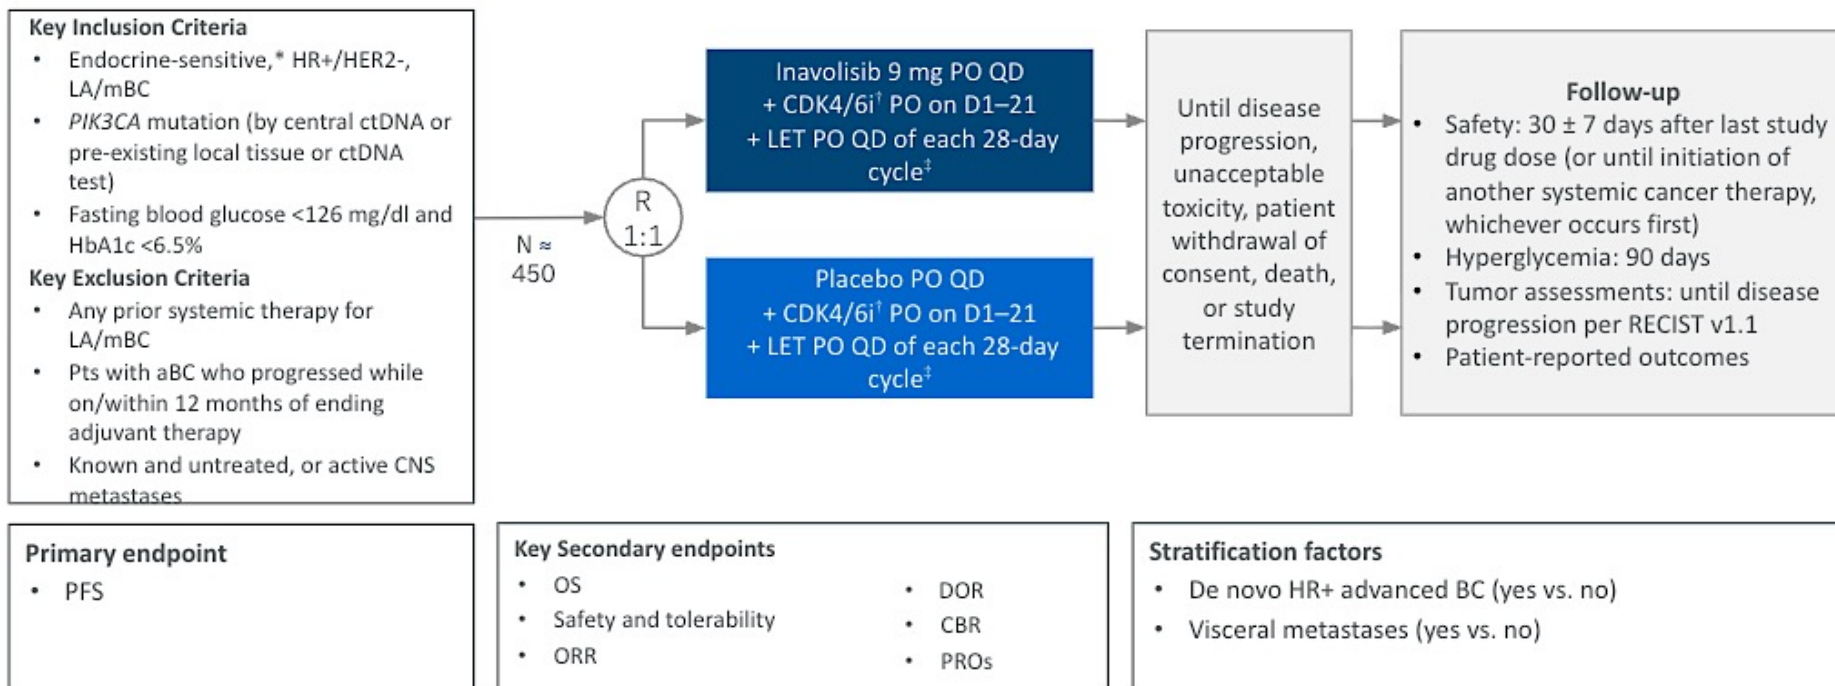 Key Inclusion Criteria
• Endocrine-sensitive,* HR+/HER2-,
LA/mBC
• PIK3CA mutation (by central ctDNA or
pre-existing local tissue or ctDNA
test)
• Fasting blood glucose <126 mg/dl and
HbA1c <6.5%
Key Exclusion Criteria
• Any prior systemic therapy for
LA/mBC
• Pts with aBC who progressed while
on/within 12 months of ending
adjuvant therapy
• Known and untreated, or active CNS
metastases
N ≈
450
R
1:1
Inavolisib 9 mg PO QD
+ CDK4/6i† PO on D1–21
+ LET PO QD of each 28-day
cycle‡
Placebo PO QD
+ CDK4/6i† PO on D1–21
+ LET PO QD of each 28-day
cycle‡
Until disease
progression,
unacceptable
toxicity, patient
withdrawal of
consent, death,
or study
termination
Follow-up
• Safety: 30 ± 7 days after last study
drug dose (or until initiation of
another systemic cancer therapy,
whichever occurs first)
• Hyperglycemia: 90 days
• Tumor assessments: until disease
progression per RECIST v1.1
• Patient-reported outcomes
Primary endpoint
• PFS
Key Secondary endpoints
• OS
• Safety and tolerability
• ORR
• DOR
• CBR
• PROs
Stratification factors
• De novo HR+ advanced BC (yes vs. no)
• Visceral metastases (yes vs. no)